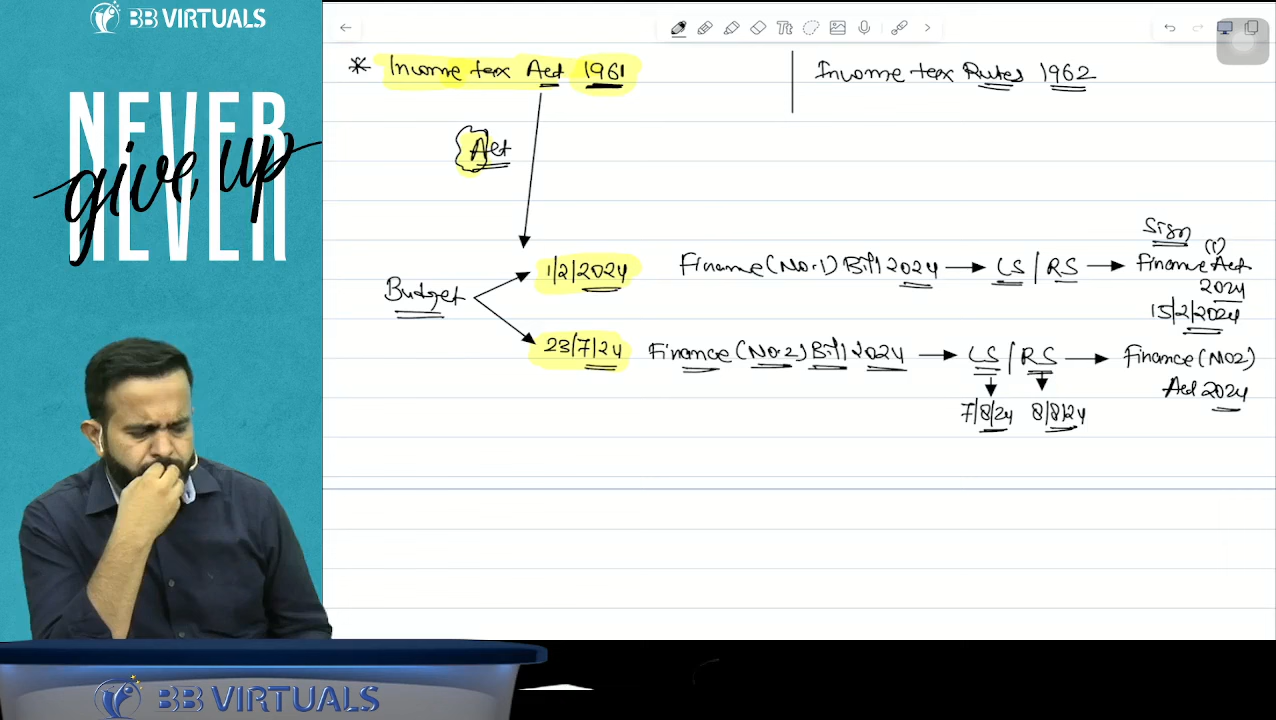 BB VIRTUALS
NEVER
give up
NEVER
* Income tax Act 1961
Income tax Rules 1962
Act
Budget
1/2/2024
Finance (No.1) Bill 2024 → LS / RS →
Sign
(1)
Finance Act
2024
15/2/2024
23/7/24
Finance (No.2) Bill 2024 → LS / RS →
Finance (No2)
Act 2024
7/8/24
8/8/24
BB VIRTUALS